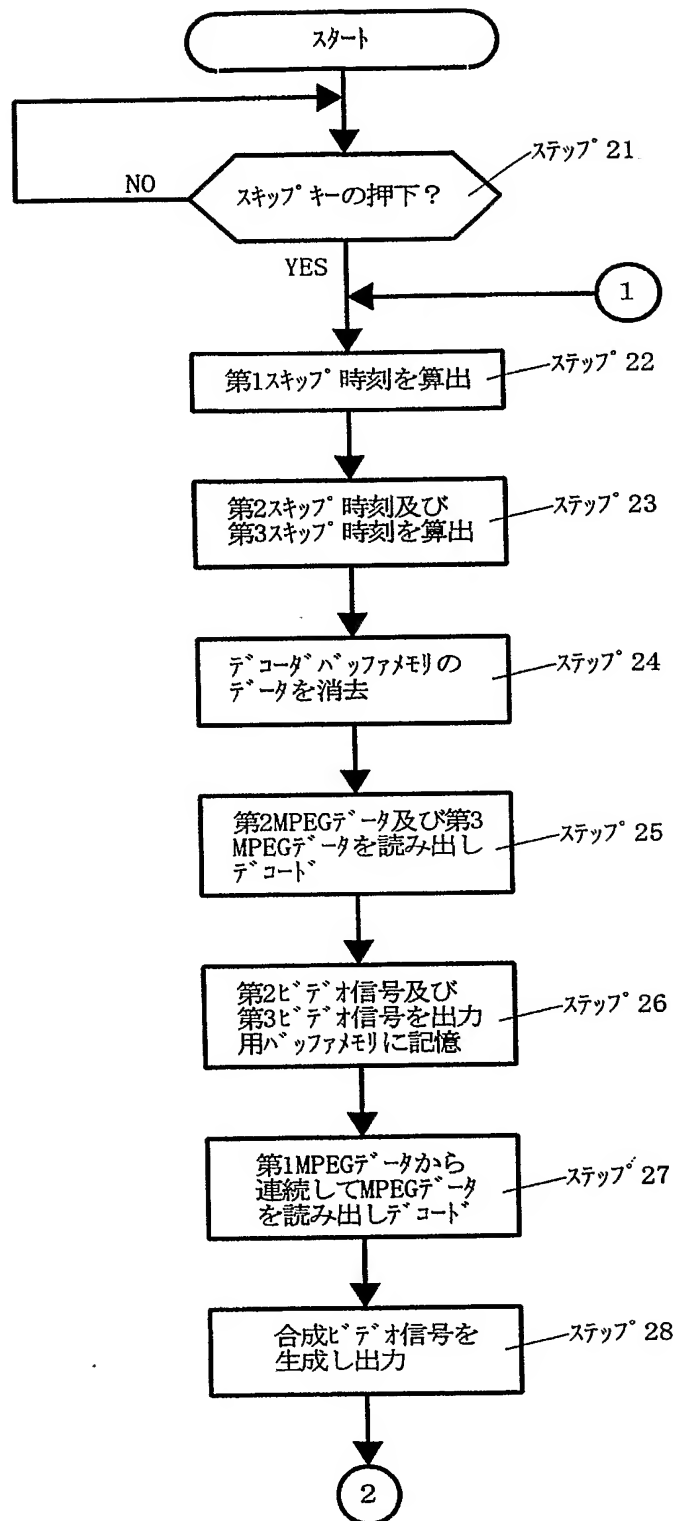 スタート
ステップ21
NO
スキップキーの押下？
YES
1
第1スキップ時刻を算出
ステップ22
第2スキップ時刻及び
第3スキップ時刻を算出
ステップ23
デコーダバッファメモリの
データを消去
ステップ24
第2MPEGデータ及び第3
MPEGデータを読み出し
デコード
ステップ25
第2ビデオ信号及び
第3ビデオ信号を出力
用バッファメモリに記憶
ステップ26
第1MPEGデータから
連続してMPEGデータ
を読み出しデコード
ステップ27
合成ビデオ信号を
生成し出力
ステップ28
2